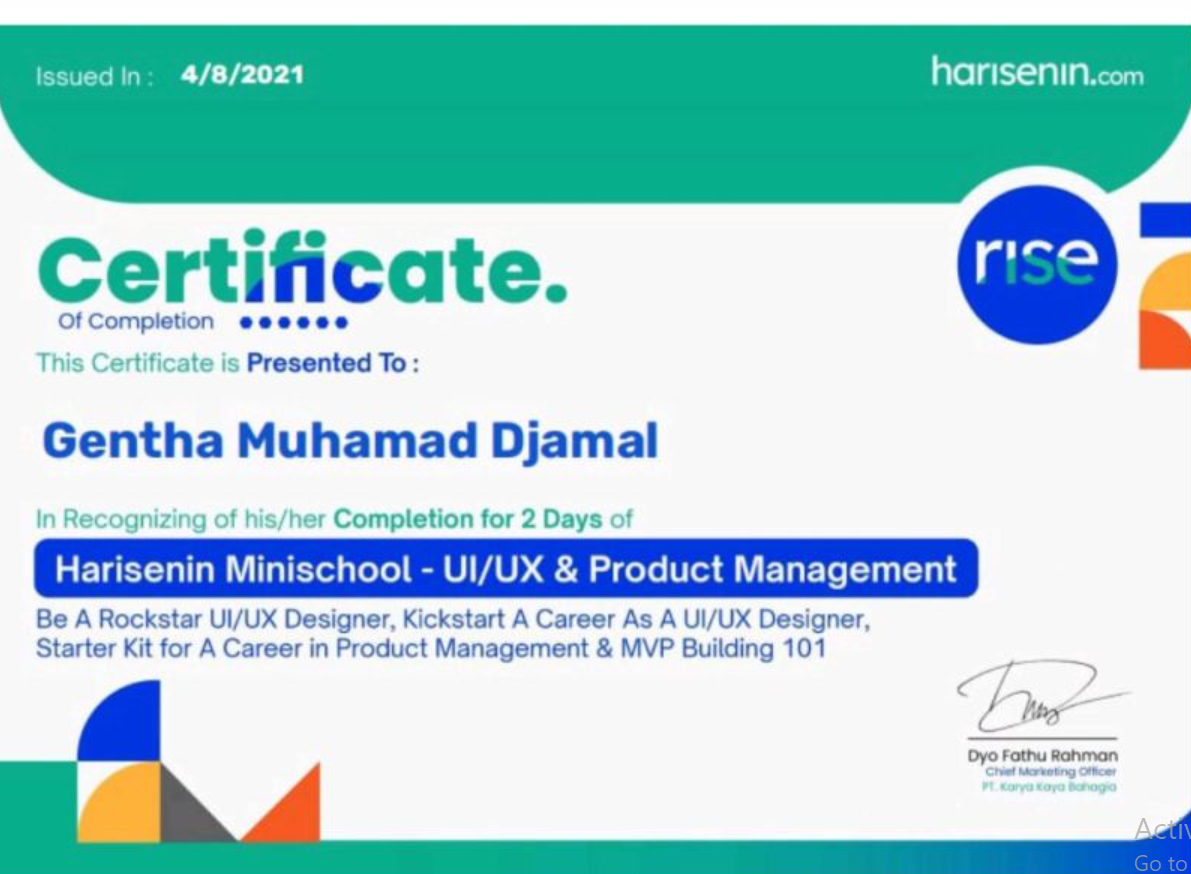 Issued In : 4/8/2021
harisenin.com
rise
Certificate.
Of Completion
This Certificate is Presented To :
Gentha Muhamad Djamal
In Recognizing of his/her Completion for 2 Days of
Harisenin Minischool - UI/UX & Product Management
Be A Rockstar UI/UX Designer, Kickstart A Career As A UI/UX Designer,
Starter Kit for A Career in Product Management & MVP Building 101
Dyo Fathu Rahman
Chief Marketing Officer
PT. Karya Kaya Bahagia
Activ
Go to